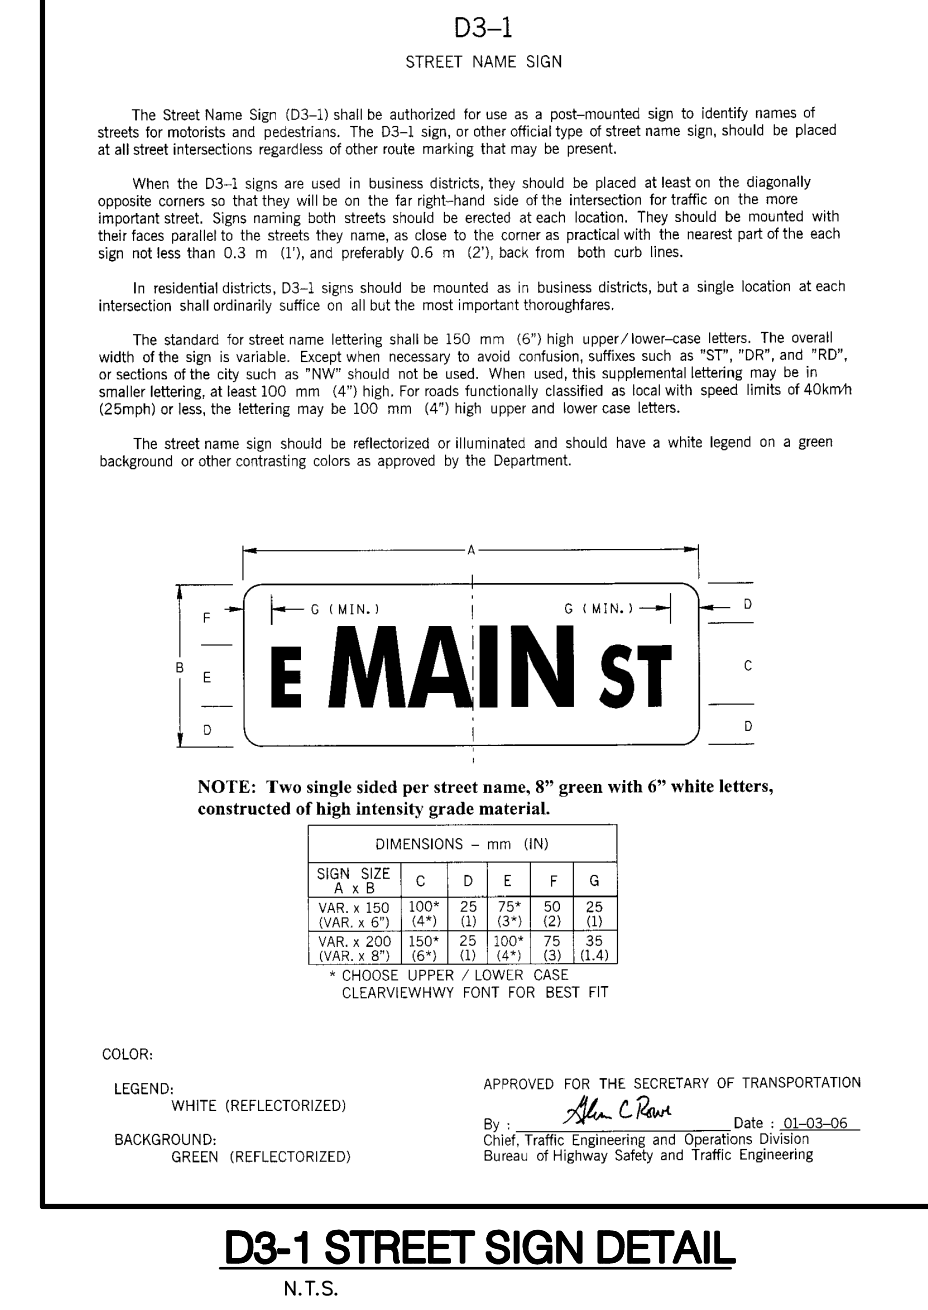 D3–1
STREET NAME SIGN
The Street Name Sign (D3–1) shall be authorized for use as a post–mounted sign to identify names of
streets for motorists and pedestrians. The D3–1 sign, or other official type of street name sign, should be placed
at all street intersections regardless of other route marking that may be present.
When the D3–1 signs are used in business districts, they should be placed at least on the diagonally
opposite corners so that they will be on the far right–hand side of the intersection for traffic on the more
important street. Signs naming both streets should be erected at each location. They should be mounted with
their faces parallel to the streets they name, as close to the corner as practical with the nearest part of the each
sign not less than 0.3 m (1'), and preferably 0.6 m (2'), back from both curb lines.
In residential districts, D3–1 signs should be mounted as in business districts, but a single location at each
intersection shall ordinarily suffice on all but the most important thoroughfares.
The standard for street name lettering shall be 150 mm (6") high upper/lower–case letters. The overall
width of the sign is variable. Except when necessary to avoid confusion, suffixes such as "ST", "DR", and "RD",
or sections of the city such as "NW" should not be used. When used, this supplemental lettering may be in
smaller lettering, at least 100 mm (4") high. For roads functionally classified as local with speed limits of 40km/h
(25mph) or less, the lettering may be 100 mm (4") high upper and lower case letters.
The street name sign should be reflectorized or illuminated and should have a white legend on a green
background or other contrasting colors as approved by the Department.
A
F G (MIN.) G (MIN.) D
B E E MAIN ST C
D D
NOTE: Two single sided per street name, 8” green with 6” white letters,
constructed of high intensity grade material.
DIMENSIONS – mm (IN)
SIGN SIZE
A x B C D E F G
VAR. x 150 100* 25 75* 50 25
(VAR. x 6") (4*) (1) (3*) (2) (1)
VAR. x 200 150* 25 100* 75 35
(VAR. x 8") (6*) (1) (4*) (3) (1.4)
* CHOOSE UPPER / LOWER CASE
CLEARVIEWHWY FONT FOR BEST FIT
COLOR:
LEGEND:
WHITE (REFLECTORIZED)
BACKGROUND:
GREEN (REFLECTORIZED)
APPROVED FOR THE SECRETARY OF TRANSPORTATION
By : Glen C Rowe Date : 01–03–06
Chief, Traffic Engineering and Operations Division
Bureau of Highway Safety and Traffic Engineering
D3-1 STREET SIGN DETAIL
N.T.S.